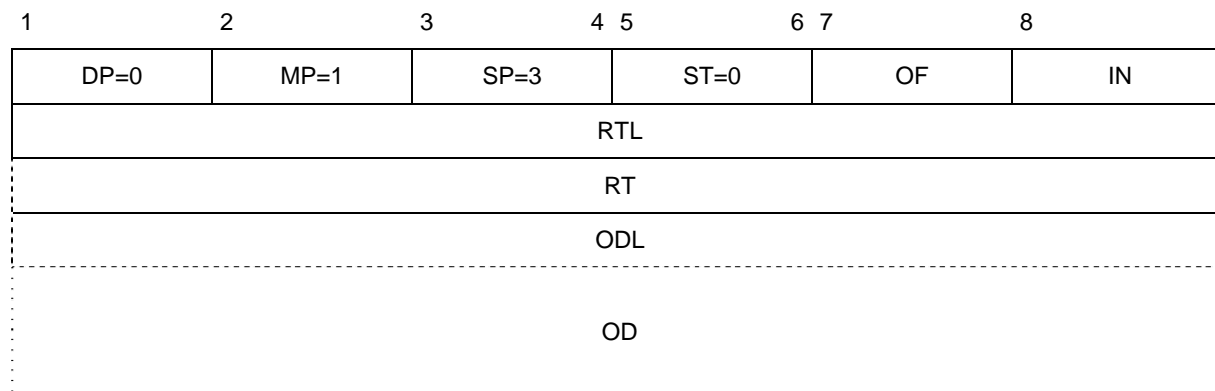 1 2 3 4 5 6 7 8
DP=0 MP=1 SP=3 ST=0 OF IN
RTL
RT
ODL
OD